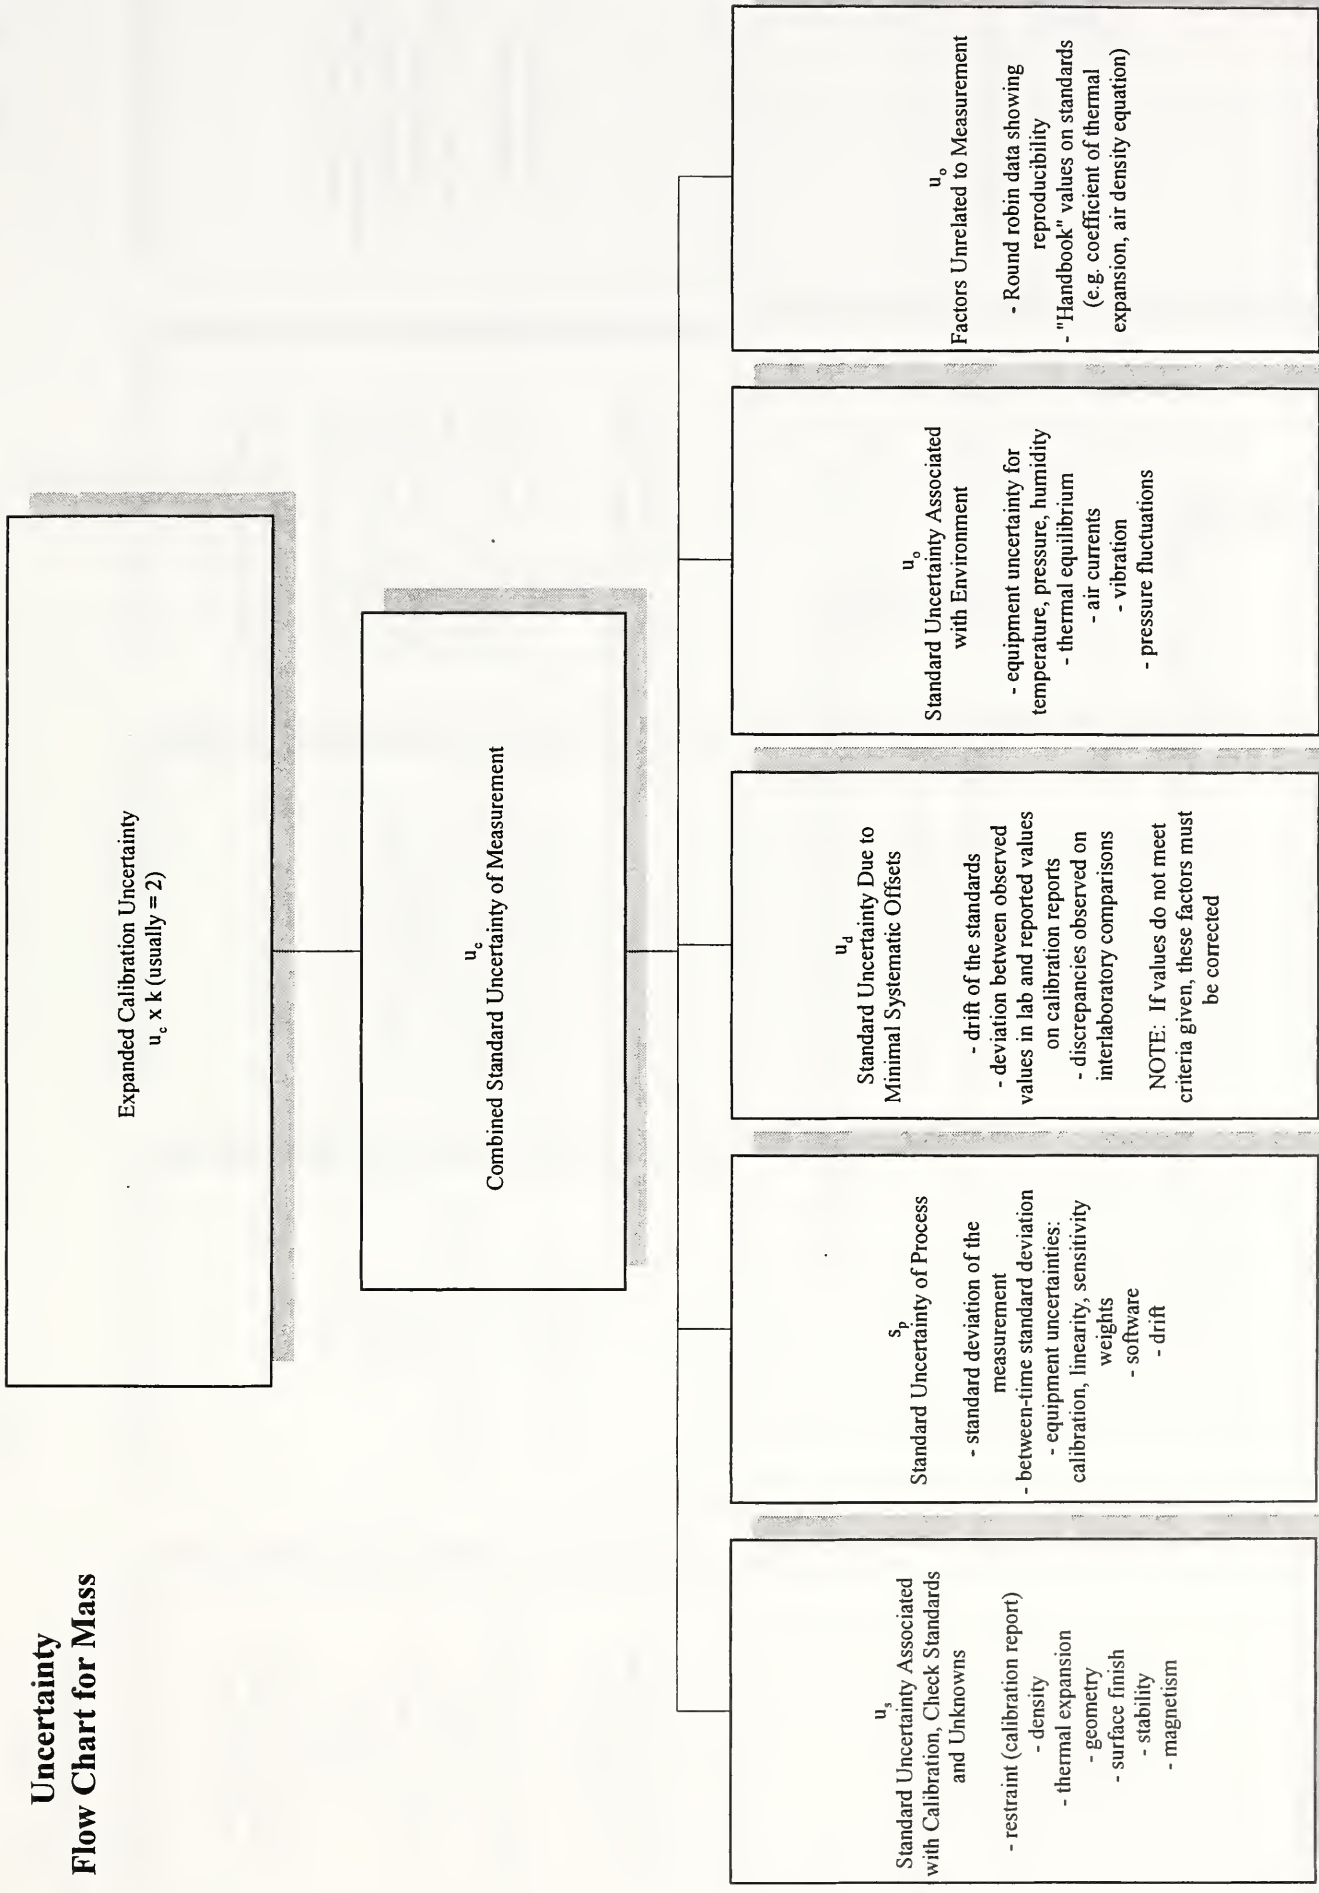 Uncertainty
Flow Chart for Mass
Expanded Calibration Uncertainty
u_c x k (usually = 2)
u_c
Combined Standard Uncertainty of Measurement
u_s
Standard Uncertainty Associated
with Calibration, Check Standards
and Unknowns
- restraint (calibration report)
- density
- thermal expansion
- geometry
- surface finish
- stability
- magnetism
s_p
Standard Uncertainty of Process
- standard deviation of the
measurement
- between-time standard deviation
- equipment uncertainties:
calibration, linearity, sensitivity
weights
- software
- drift
u_d
Standard Uncertainty Due to
Minimal Systematic Offsets
- drift of the standards
- deviation between observed
values in lab and reported values
on calibration reports
- discrepancies observed on
interlaboratory comparisons
NOTE: If values do not meet
criteria given, these factors must
be corrected
u_o
Standard Uncertainty Associated
with Environment
- equipment uncertainty for
temperature, pressure, humidity
- thermal equilibrium
- air currents
- vibration
- pressure fluctuations
u_o
Factors Unrelated to Measurement
- Round robin data showing
reproducibility
- "Handbook" values on standards
(e.g. coefficient of thermal
expansion, air density equation)